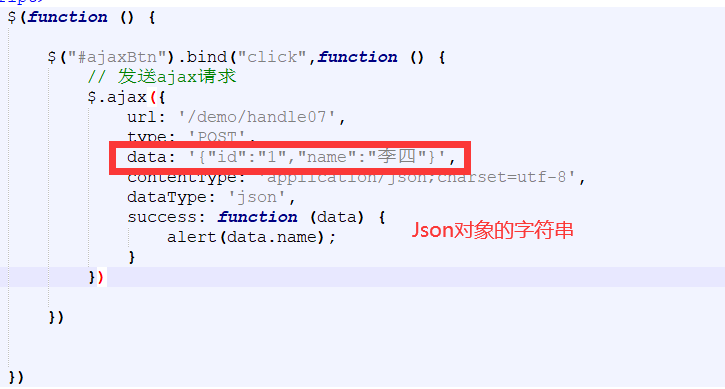 $(function () {
$("#ajaxBtn").bind("click",function () {
// 发送ajax请求
$.ajax({
url: '/demo/handle07',
type: 'POST',
data: '{"id":"1","name":"李四"}',
contentType: 'application/json;charset=utf-8',
dataType: 'json',
success: function (data) {
alert(data.name);
}
Json对象的字符串
})
})
})